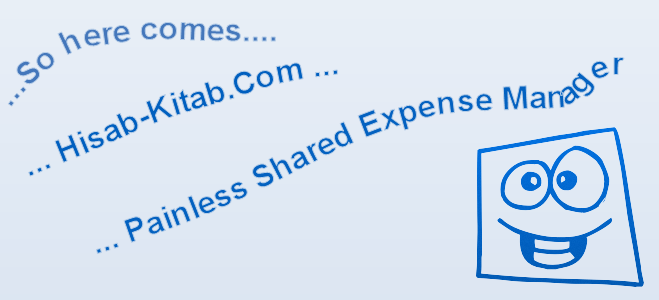 ...So here comes....
... Hisab-Kitab.Com ...
... Painless Shared Expense Manager